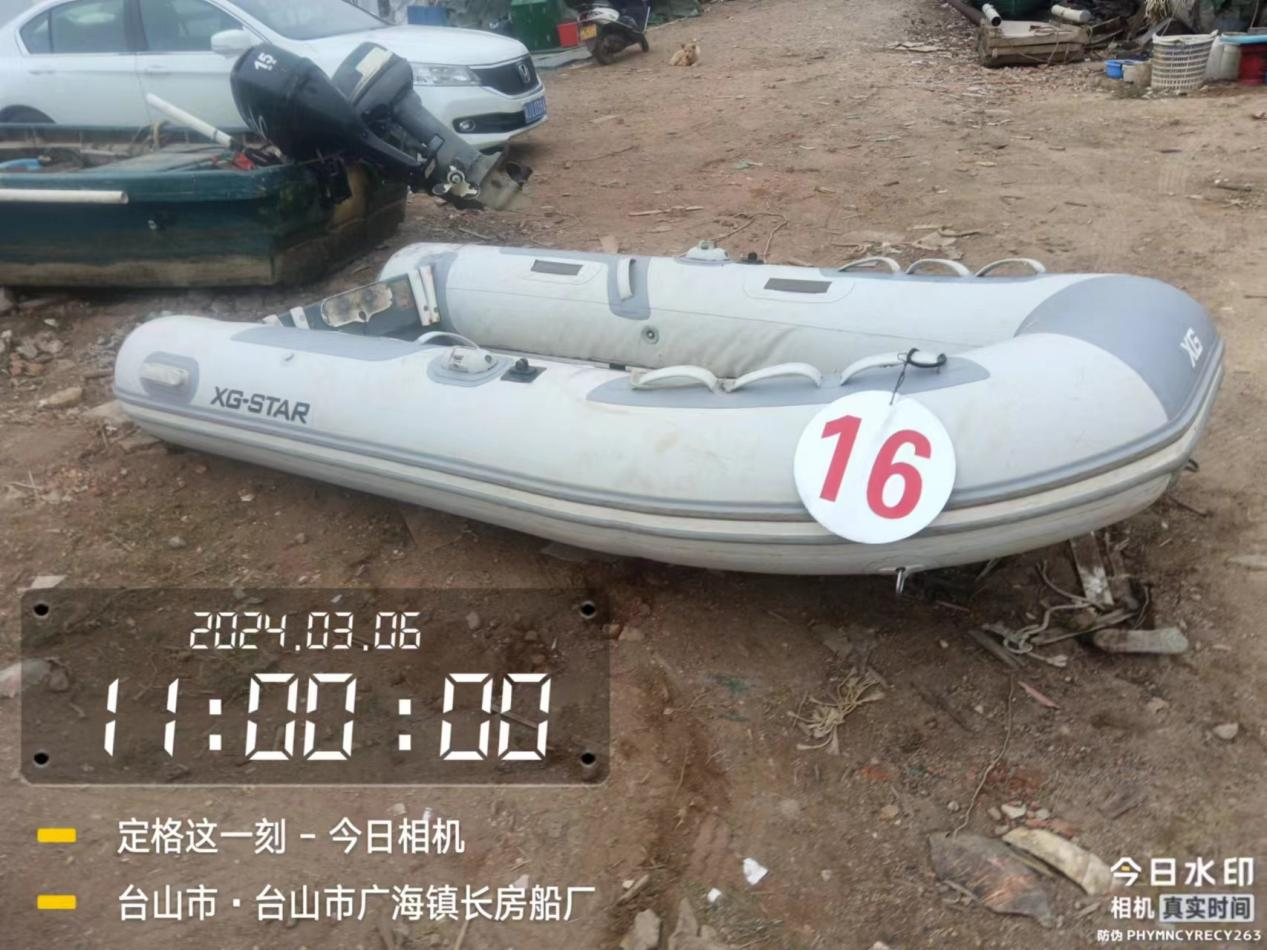 15
XG-STAR
XG
16
2024.03.06
11:00:00
定格这一刻 - 今日相机
台山市·台山市广海镇长房船厂
今日水印
相机 真实时间
防伪 PHYMNCYRECY263